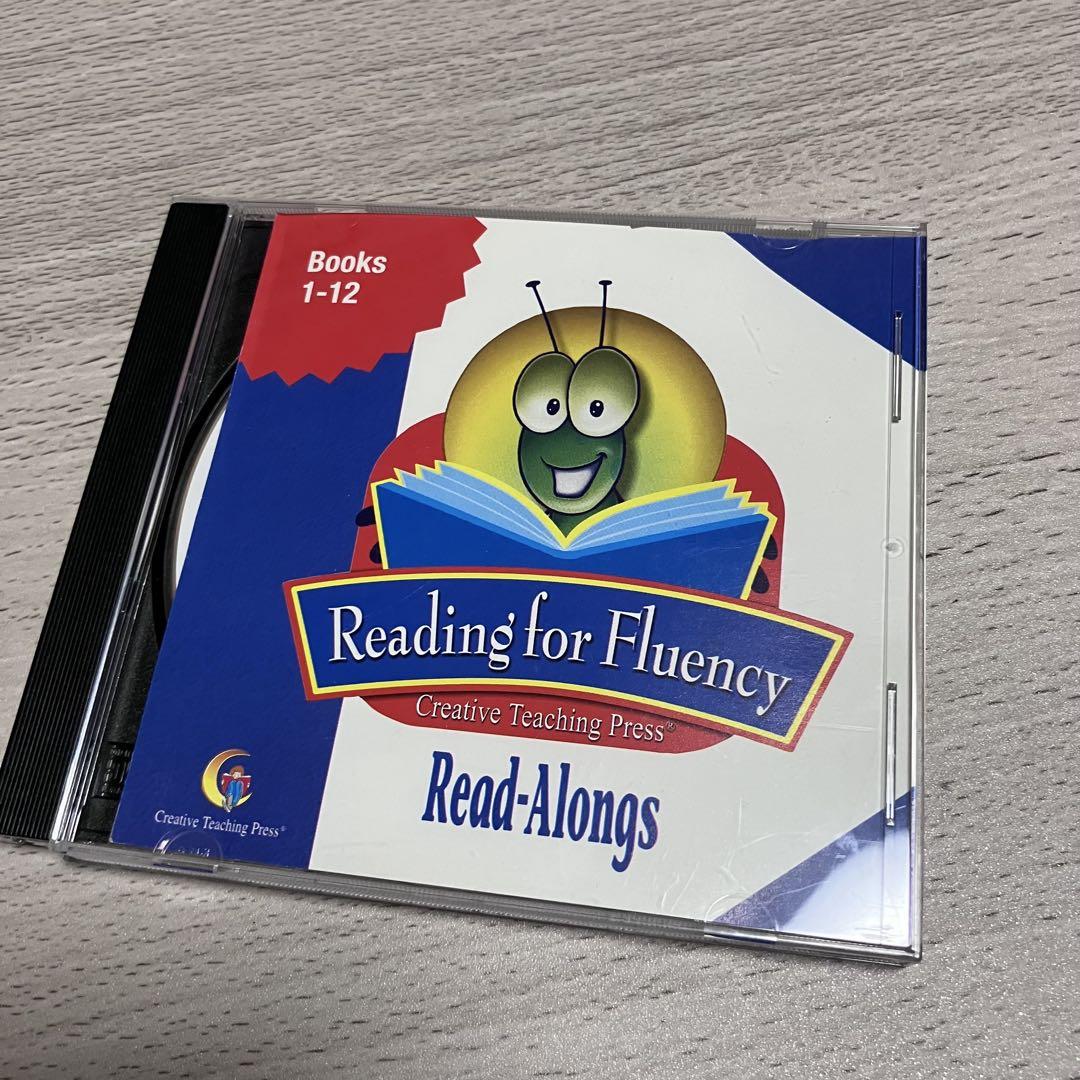 Books
1-12
Reading for Fluency
Creative Teaching Press®
Read-Alongs
Creative Teaching Press®